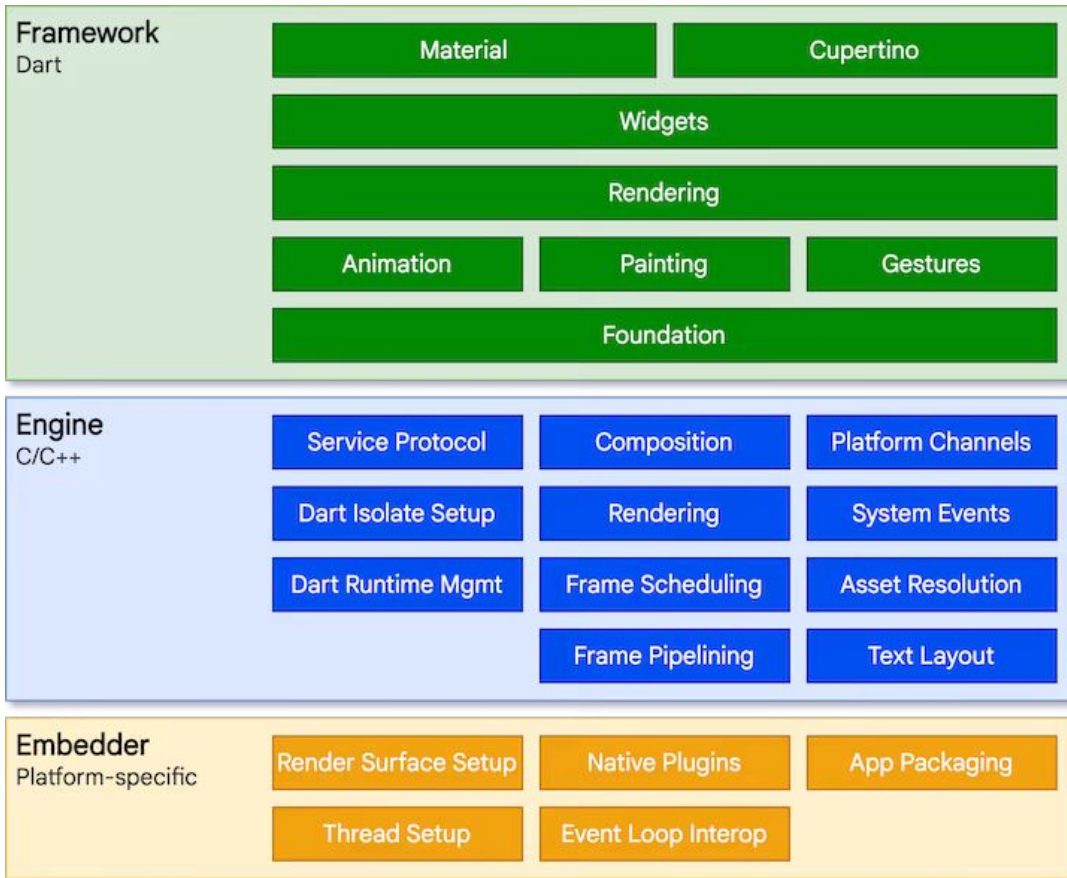 Framework
Dart
Material
Cupertino
Widgets
Rendering
Animation
Painting
Gestures
Foundation
Engine
C/C++
Service Protocol
Composition
Platform Channels
Dart Isolate Setup
Rendering
System Events
Dart Runtime Mgmt
Frame Scheduling
Asset Resolution
Frame Pipelining
Text Layout
Embedder
Platform-specific
Render Surface Setup
Native Plugins
App Packaging
Thread Setup
Event Loop Interop